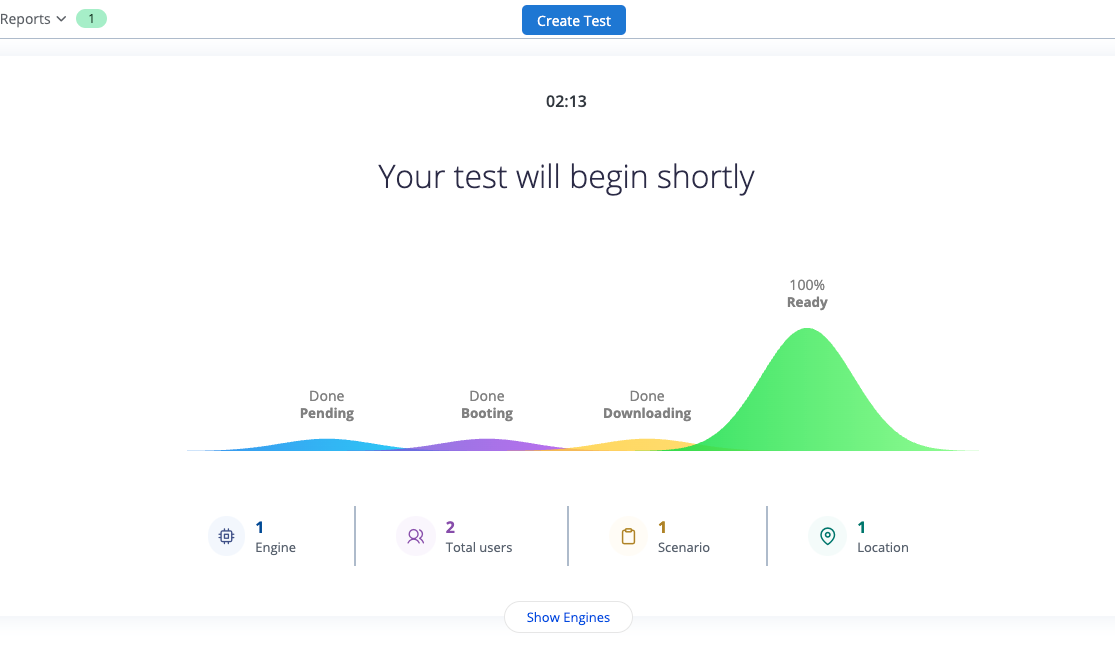 Reports 1 Create Test
02:13
Your test will begin shortly
100%
Ready
Done Done Done
Pending Booting Downloading
1 2 1 1
Engine Total users Scenario Location
Show Engines